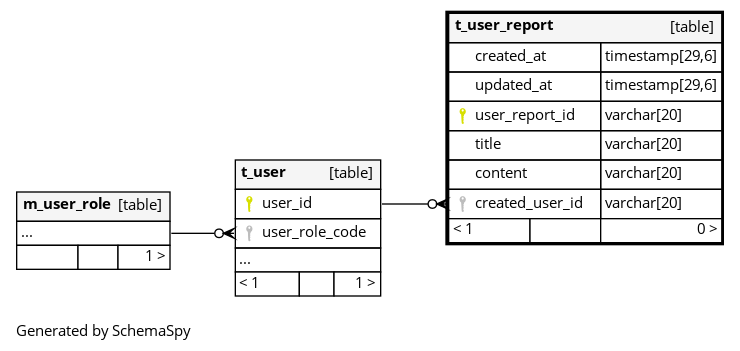 t_user_report [table]
created_at timestamp[29,6]
updated_at timestamp[29,6]
user_report_id varchar[20]
title varchar[20]
content varchar[20]
created_user_id varchar[20]
< 1 0 >
t_user [table]
user_id
user_role_code
...
< 1 1 >
m_user_role [table]
...
1 >
Generated by SchemaSpy